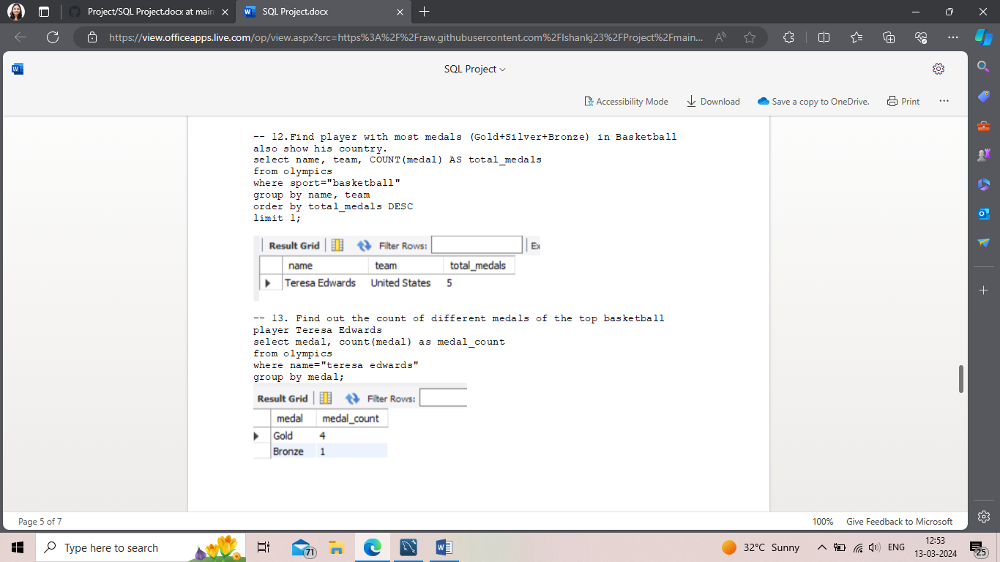 Project/SQL Project.docx at main
SQL Project.docx
https://view.officeapps.live.com/op/view.aspx?src=https%3A%2F%2Fraw.githubusercontent.com%2FIshankj23%2FProject%2Fmain...
SQL Project
Accessibility Mode
Download
Save a copy to OneDrive.
Print
-- 12.Find player with most medals (Gold+Silver+Bronze) in Basketball
also show his country.
select name, team, COUNT(medal) AS total_medals
from olympics
where sport="basketball"
group by name, team
order by total_medals DESC
limit 1;
Result Grid Filter Rows: Ex
name team total_medals
Teresa Edwards United States 5
-- 13. Find out the count of different medals of the top basketball
player Teresa Edwards
select medal, count(medal) as medal_count
from olympics
where name="teresa edwards"
group by medal;
Result Grid Filter Rows:
medal medal_count
Gold 4
Bronze 1
Page 5 of 7
100% Give Feedback to Microsoft
Type here to search
71
32°C Sunny
ENG
12:53
13-03-2024
25